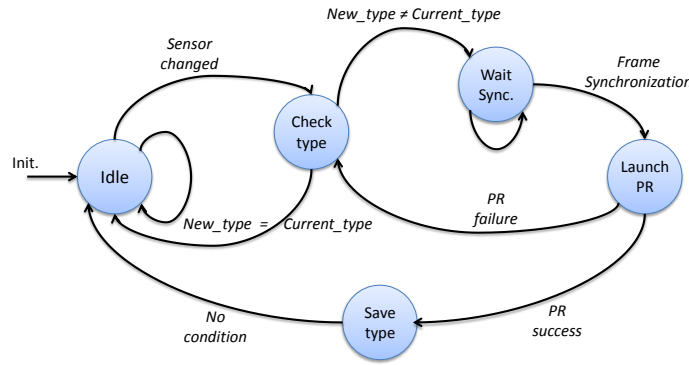 New_type ≠ Current_type
Sensor
changed
Frame
Synchronization
Wait
Sync.
Check
type
Init.
Idle
Launch
PR
PR
failure
New_type = Current_type
Save
type
No
condition
PR
success